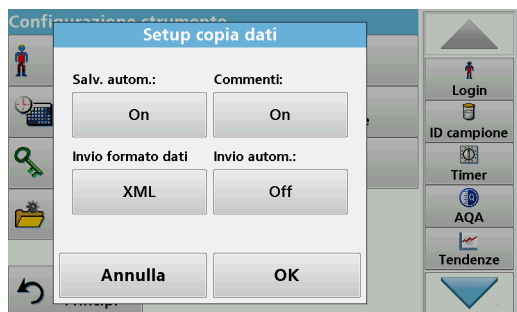 Configurazione strumento
Setup copia dati
Salv. autom.: Commenti:
On On
Invio formato dati Invio autom.:
XML Off
Annulla OK
Login
ID campione
Timer
AQA
Tendenze